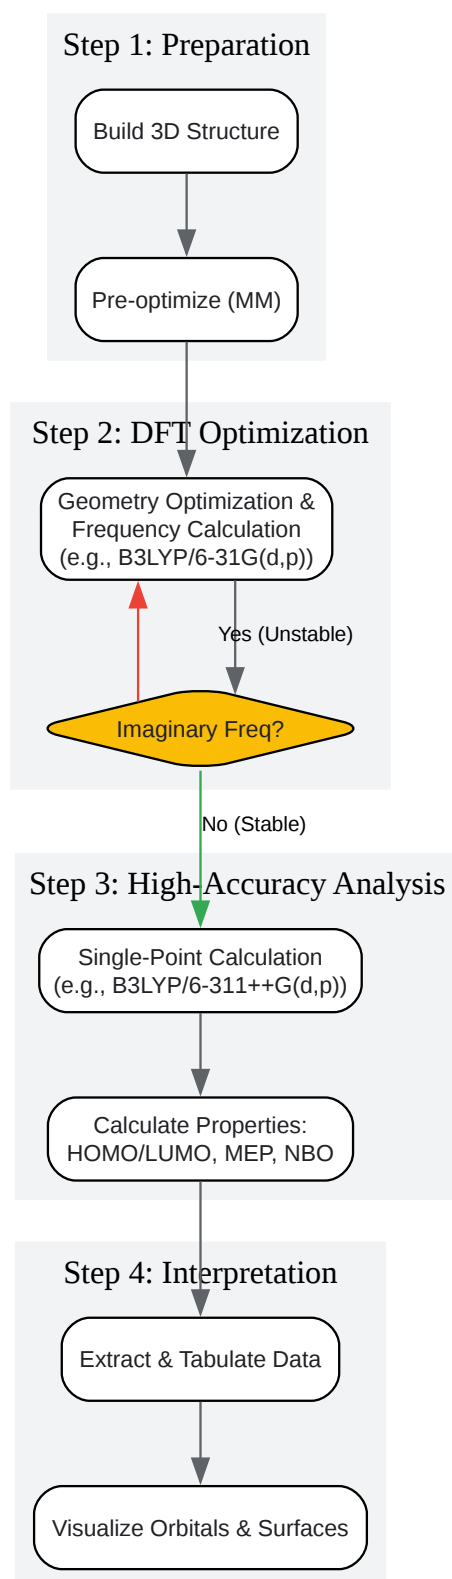 Step 1: Preparation
Build 3D Structure
Pre-optimize (MM)
Step 2: DFT Optimization
Geometry Optimization &
Frequency Calculation
(e.g., B3LYP/6-31G(d,p))
Yes (Unstable)
Imaginary Freq?
No (Stable)
Step 3: High-Accuracy Analysis
Single-Point Calculation
(e.g., B3LYP/6-311++G(d,p))
Calculate Properties:
HOMO/LUMO, MEP, NBO
Step 4: Interpretation
Extract & Tabulate Data
Visualize Orbitals & Surfaces